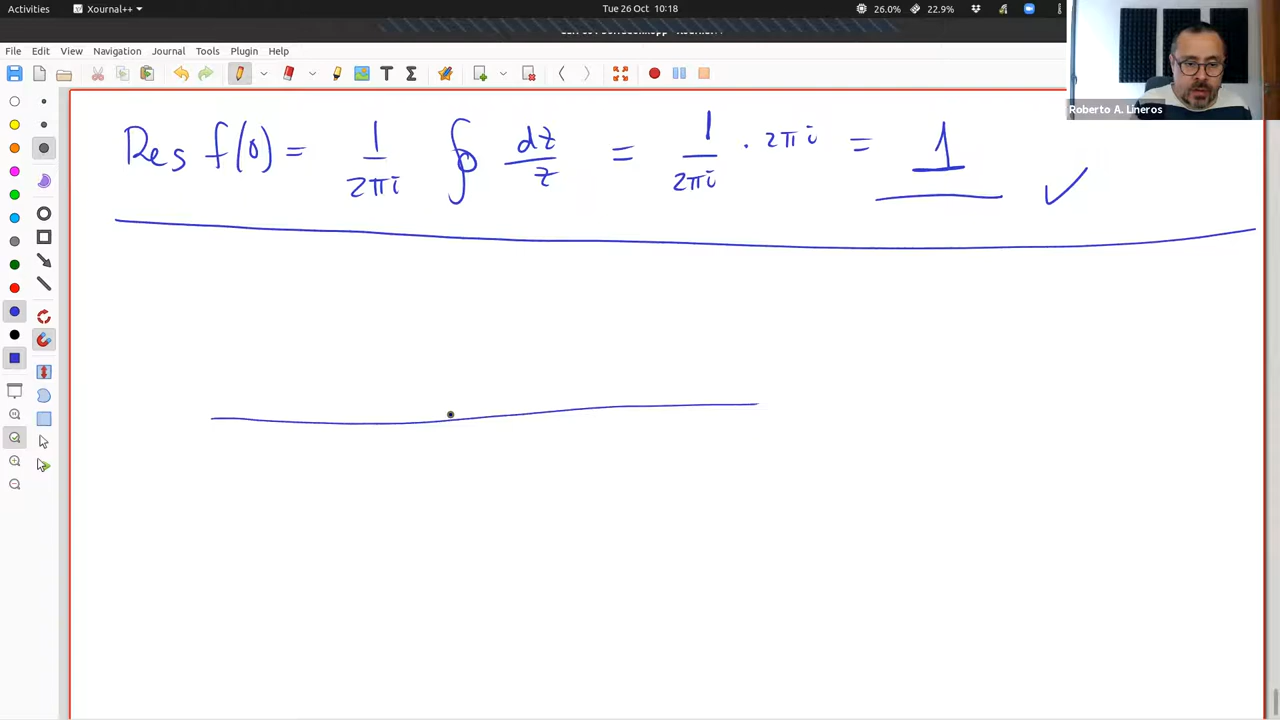 Activities Xournal++ Tue 26 Oct 10:18 26.0% 22.9%
File Edit View Navigation Journal Tools Plugin Help
Roberto A. Lineros
Res f(0) = 1/2πi ∮ dz/z = 1/2πi · 2πi = 1 ✓